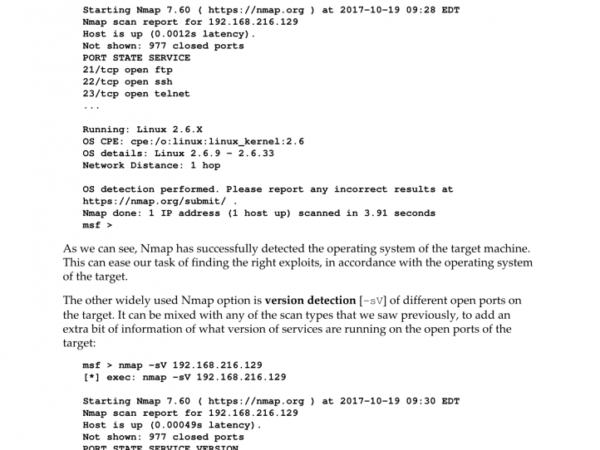 Starting Nmap 7.60 ( https://nmap.org ) at 2017-10-19 09:28 EDT
Nmap scan report for 192.168.216.129
Host is up (0.0012s latency).
Not shown: 977 closed ports
PORT STATE SERVICE
21/tcp open ftp
22/tcp open ssh
23/tcp open telnet
...
Running: Linux 2.6.X
OS CPE: cpe:/o:linux:linux_kernel:2.6
OS details: Linux 2.6.9 - 2.6.33
Network Distance: 1 hop
OS detection performed. Please report any incorrect results at
https://nmap.org/submit/ .
Nmap done: 1 IP address (1 host up) scanned in 3.91 seconds
msf >
As we can see, Nmap has successfully detected the operating system of the target machine.
This can ease our task of finding the right exploits, in accordance with the operating system
of the target.
The other widely used Nmap option is version detection [-sV] of different open ports on
the target. It can be mixed with any of the scan types that we saw previously, to add an
extra bit of information of what version of services are running on the open ports of the
target:
msf > nmap -sV 192.168.216.129
[*] exec: nmap -sV 192.168.216.129
Starting Nmap 7.60 ( https://nmap.org ) at 2017-10-19 09:30 EDT
Nmap scan report for 192.168.216.129
Host is up (0.00049s latency).
Not shown: 977 closed ports
PORT STATE SERVICE VERSION